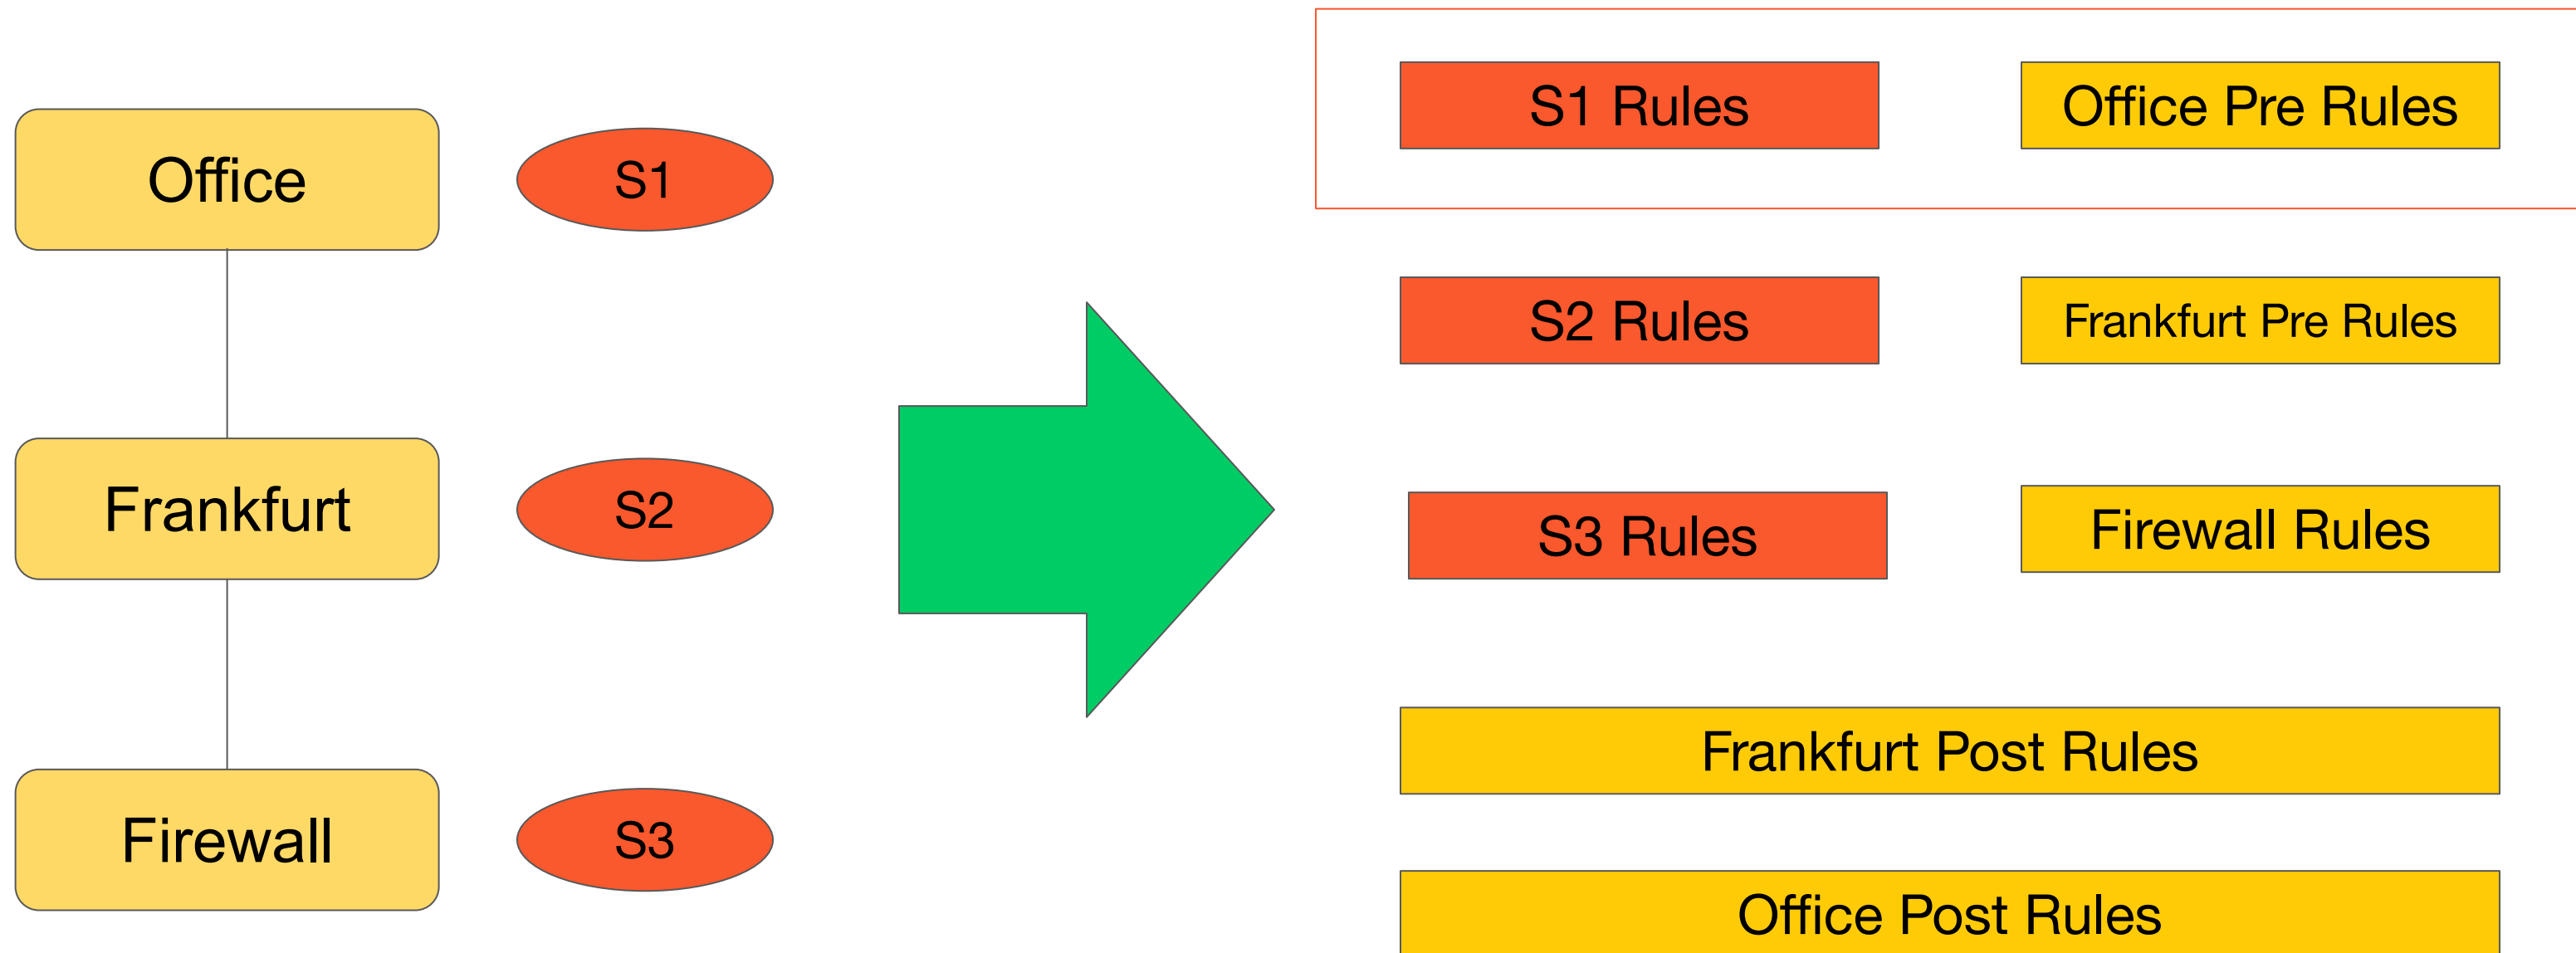 Office
S1
Frankfurt
S2
Firewall
S3
S1 Rules
Office Pre Rules
S2 Rules
Frankfurt Pre Rules
S3 Rules
Firewall Rules
Frankfurt Post Rules
Office Post Rules